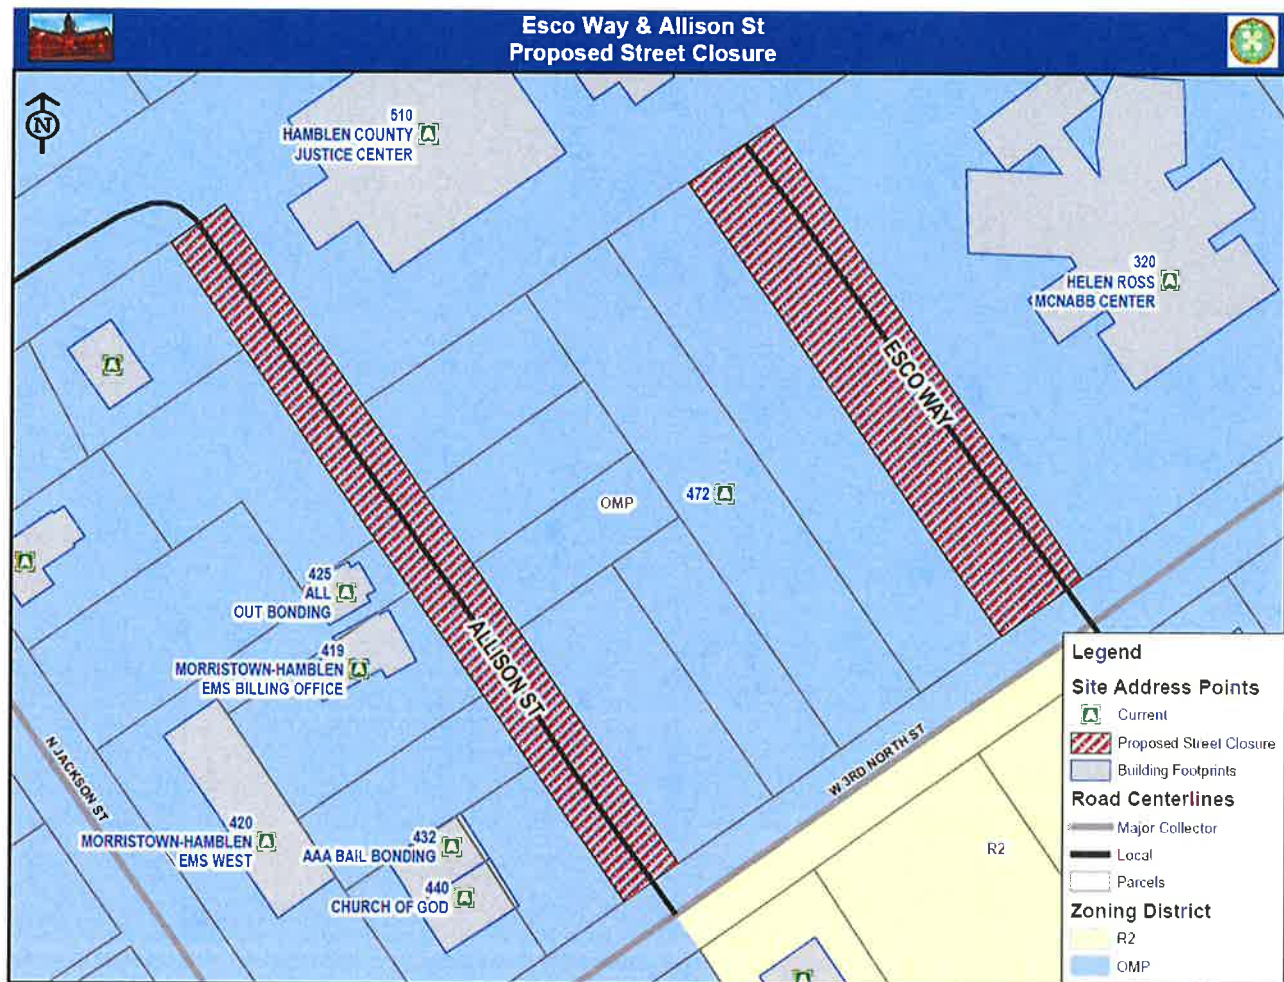 Esco Way & Allison St
Proposed Street Closure
N
510
HAMBLEN COUNTY
JUSTICE CENTER
320
HELEN ROSS
MCNABB CENTER
ESCO WAY
472
OMP
425
ALL
OUT BONDING
419
MORRISTOWN-HAMBLEN
EMS BILLING OFFICE
ALLISON ST
N JACKSON ST
W 3RD NORTH ST
420
MORRISTOWN-HAMBLEN
EMS WEST
432
AAA BAIL BONDING
440
CHURCH OF GOD
R2
Legend
Site Address Points
Current
Proposed Street Closure
Building Footprints
Road Centerlines
Major Collector
Local
Parcels
Zoning District
R2
OMP